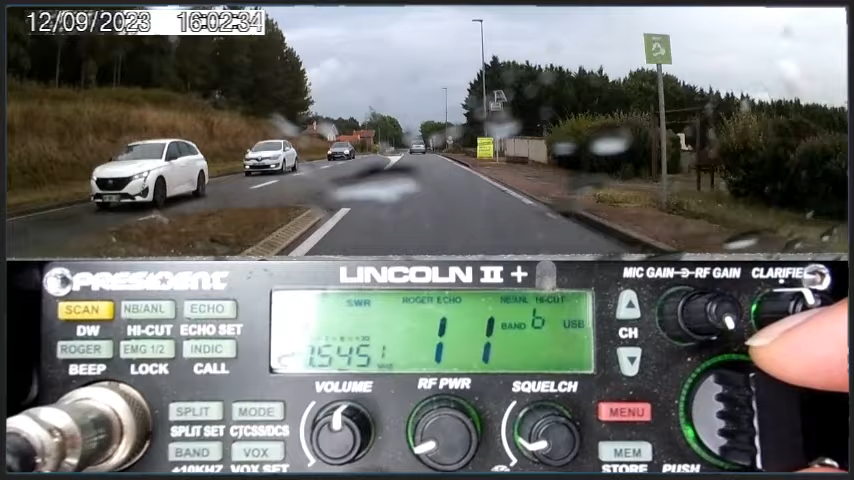 12/09/2023 16:02:34
PRESIDENT
LINCOLN II +
MIC GAIN RF GAIN CLARIFIE
SCAN NB/ANL ECHO
DW HI-CUT ECHO SET
ROGER EMG 1/2 INDIC
BEEP LOCK CALL
SWR ROGER ECHO NB/ANL HI-CUT
11 BAND b USB
CH
VOLUME RF PWR SQUELCH
SPLIT MODE
SPLIT SET CTCSS/DCS
BAND VOX
+10KHZ VOX SET
MENU
MEM
STORE PUSH